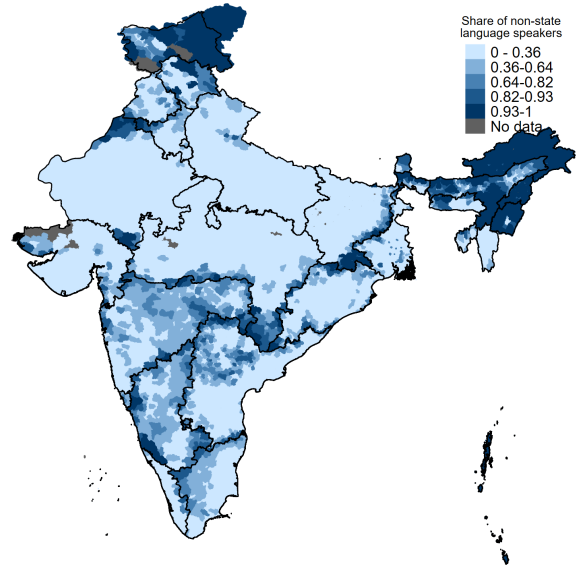 Share of non-state
language speakers
0 - 0.36
0.36-0.64
0.64-0.82
0.82-0.93
0.93-1
No data